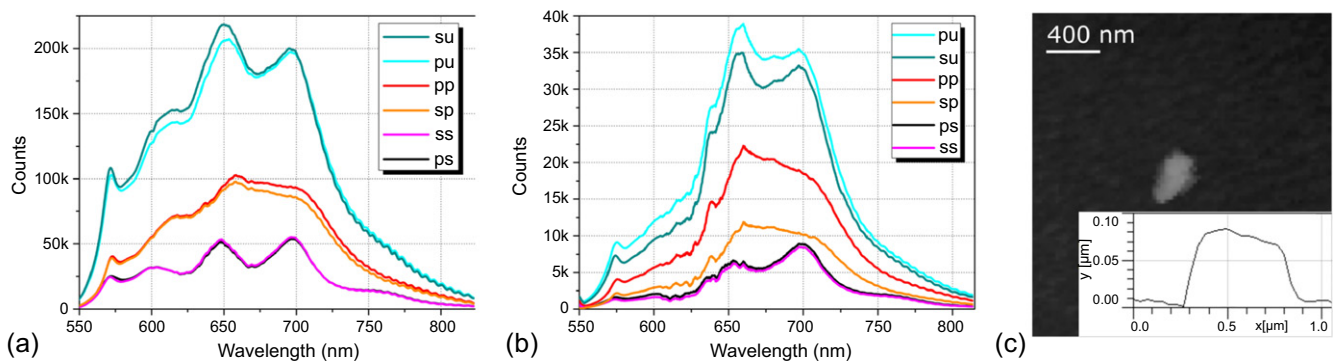 200k
150k
100k
50k
0
Counts
550 600 650 700 750 800
Wavelength (nm)
su
pu
pp
sp
ss
ps
(a)
40k
35k
30k
25k
20k
15k
10k
5k
0
Counts
550 600 650 700 750 800
Wavelength (nm)
pu
su
pp
sp
ps
ss
(b)
400 nm
0.10
0.05
0.00
y [µm]
0.0 0.5 1.0
x[µm]
(c)